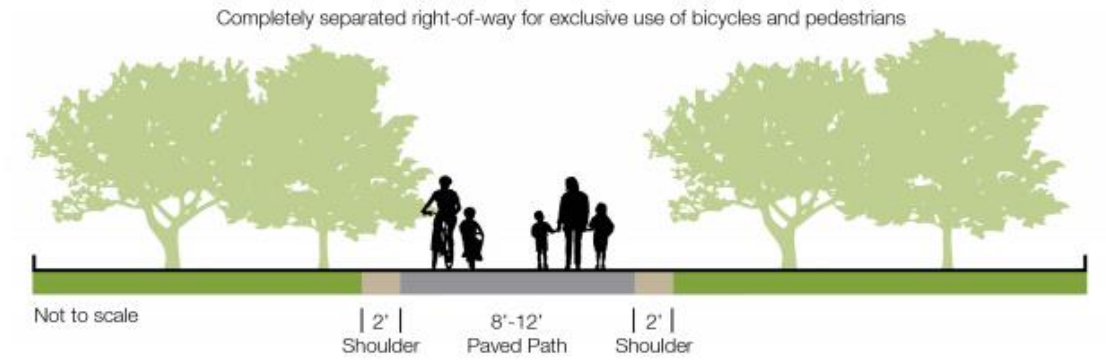 Completely separated right-of-way for exclusive use of bicycles and pedestrians
Not to scale
2' 8'-12' 2'
Shoulder Paved Path Shoulder